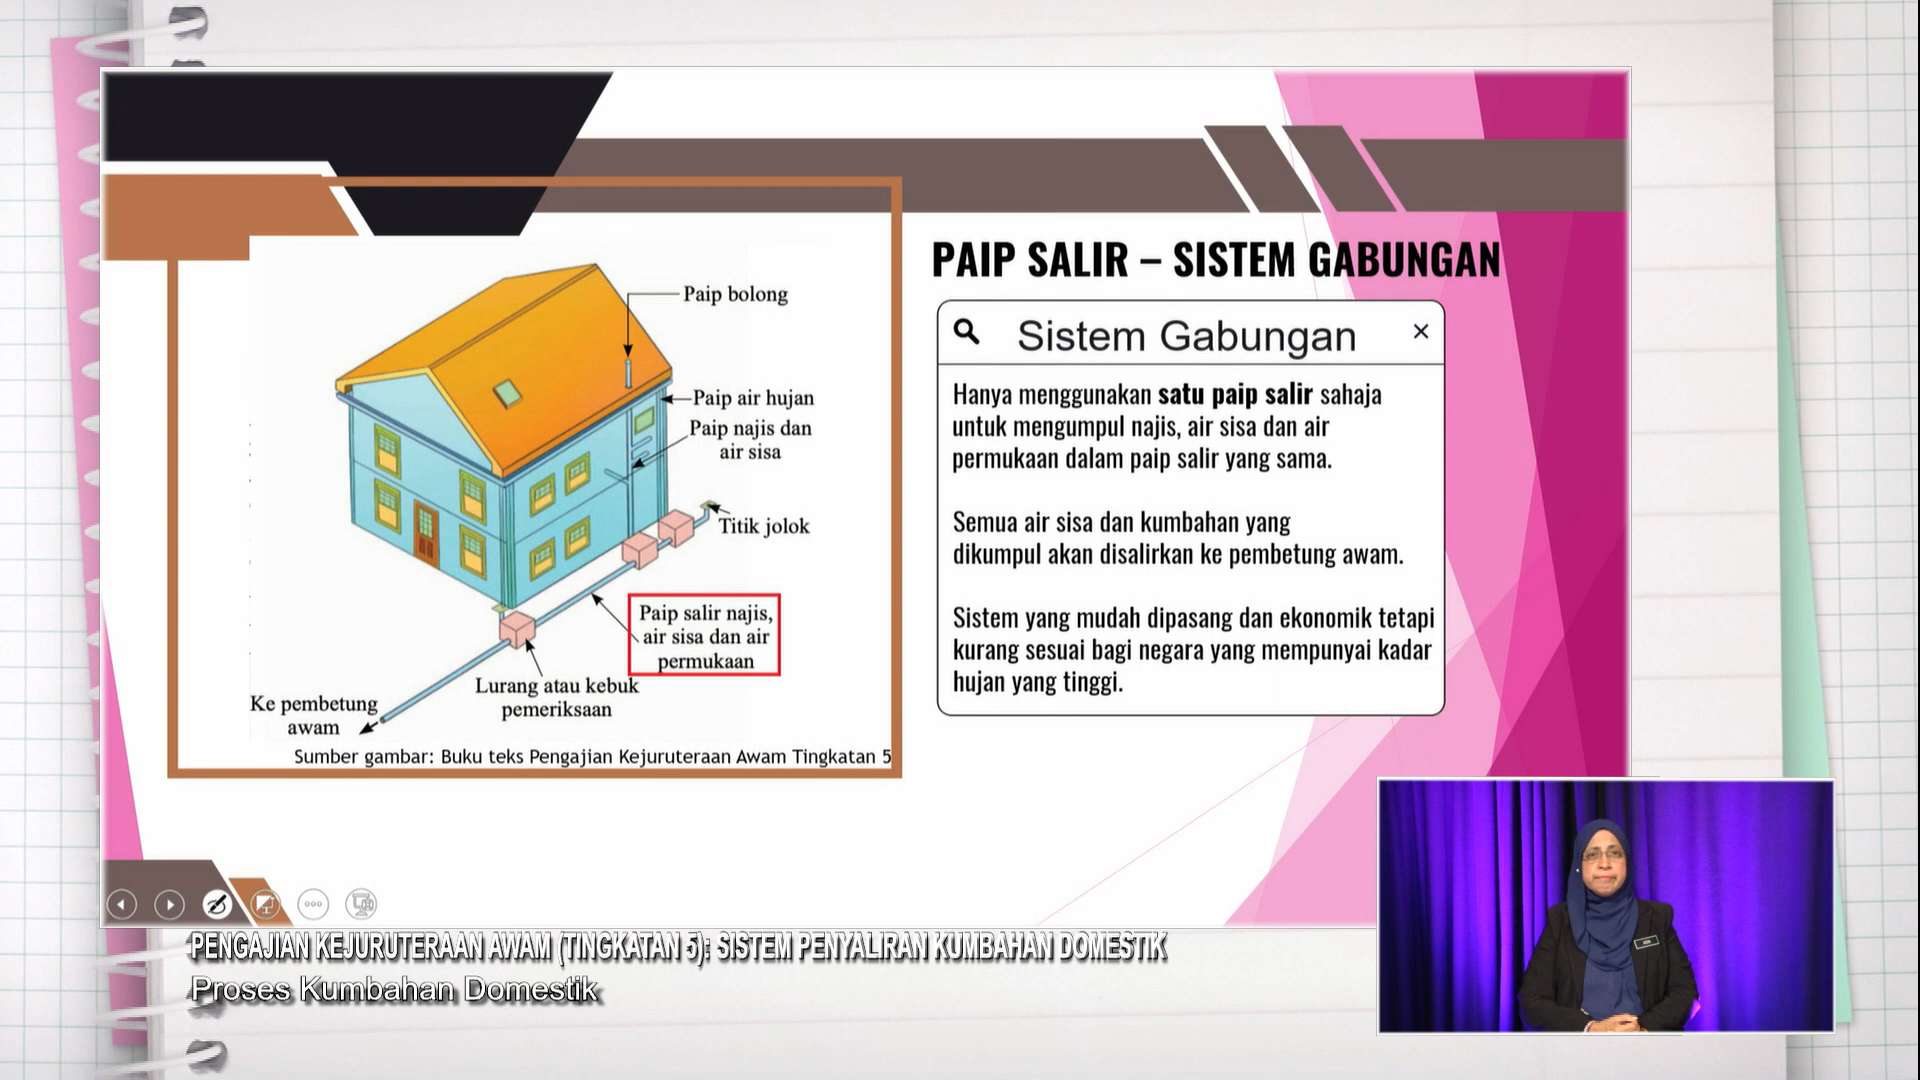 PAIP SALIR – SISTEM GABUNGAN
Paip bolong
Paip air hujan
Paip najis dan
air sisa
Titik jolok
Paip salir najis,
air sisa dan air
permukaan
Lurang atau kebuk
pemeriksaan
Ke pembetung
awam
Sumber gambar: Buku teks Pengajian Kejuruteraan Awam Tingkatan 5
Sistem Gabungan
Hanya menggunakan satu paip salir sahaja
untuk mengumpul najis, air sisa dan air
permukaan dalam paip salir yang sama.
Semua air sisa dan kumbahan yang
dikumpul akan disalirkan ke pembetung awam.
Sistem yang mudah dipasang dan ekonomik tetapi
kurang sesuai bagi negara yang mempunyai kadar
hujan yang tinggi.
PENGAJIAN KEJURUTERAAN AWAM (TINGKATAN 5): SISTEM PENYALIRAN KUMBAHAN DOMESTIK
Proses Kumbahan Domestik